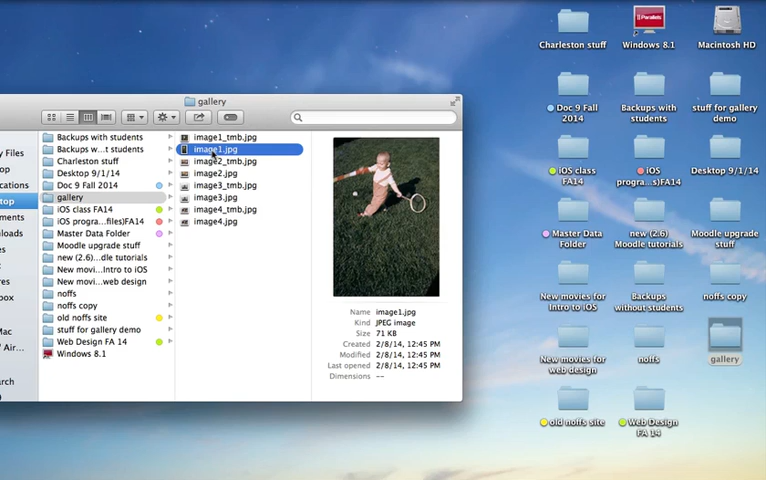 gallery
y Files
op
cations
top
ments
nloads
es
ics
box
Mac
Air...
arch
ces
Backups with students
Backups w...t students
Charleston stuff
Desktop 9/1/14
Doc 9 Fall 2014
gallery
iOS class FA14
iOS progra...files)FA14
Master Data Folder
Moodle upgrade stuff
new (2.6)...dle tutorials
New movi...Intro to iOS
New movi...web design
noffs
noffs copy
old noffs site
stuff for gallery demo
Web Design FA 14
Windows 8.1
image1_tmb.jpg
image1.jpg
image2_tmb.jpg
image2.jpg
image3_tmb.jpg
image3.jpg
image4_tmb.jpg
image4.jpg
Name image1.jpg
Kind JPEG image
Size 71 KB
Created 2/8/14, 12:45 PM
Modified 2/8/14, 12:45 PM
Last opened 2/8/14, 12:45 PM
Dimensions --
Charleston stuff
|| Parallels
Windows 8.1
Macintosh HD
Doc 9 Fall
2014
Backups with
students
stuff for gallery
demo
iOS class
FA14
iOS
progra...s)FA14
Desktop 9/1/14
Master Data
Folder
new (2.6)
Moodle tutorials
Moodle upgrade
stuff
New movies for
Intro to iOS
Backups
without students
noffs copy
New movies for
web design
noffs
gallery
old noffs site
Web Design
FA 14